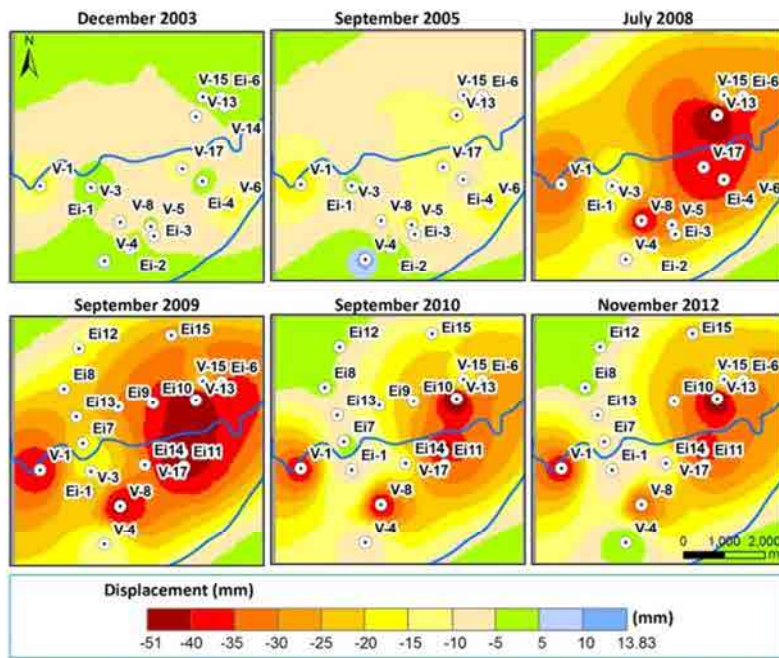 December 2003 September 2005 July 2008
N
V-15 Ei-6 V-15 Ei-6 V-15 Ei-6
V-13 V-13 V-13
V-14
V-17 V-17 V-17
V-1 V-1 V-1
V-3 V-6 V-3 V-6 V-3
Ei-1 V-8 V-5 Ei-4 Ei-1 V-8 V-5 Ei-4 Ei-1 V-8 V-5 Ei-4
V-4 Ei-3 V-4 Ei-3 V-4 Ei-3
Ei-2 Ei-2 Ei-2
September 2009 September 2010 November 2012
Ei12 Ei15 Ei12 Ei15 Ei12 Ei15
V-15 Ei-6 V-15 Ei-6 V-15 Ei-6
Ei8 Ei9 Ei10 V-13 Ei8 Ei9 Ei10 V-13 Ei8 Ei10 V-13
Ei13 Ei13 Ei13
Ei7 Ei14 Ei11 Ei7 Ei14 Ei11 Ei7 Ei14 Ei11
V-1 V-3 V-17 V-1 V-17 V-1 V-17
Ei-1 V-8 Ei-1 V-8 Ei-1 V-8
V-4 V-4 V-4
0 1,000 2,000
m
Displacement (mm)
(mm)
-51 -40 -35 -30 -25 -20 -15 -10 -5 5 10 13.83